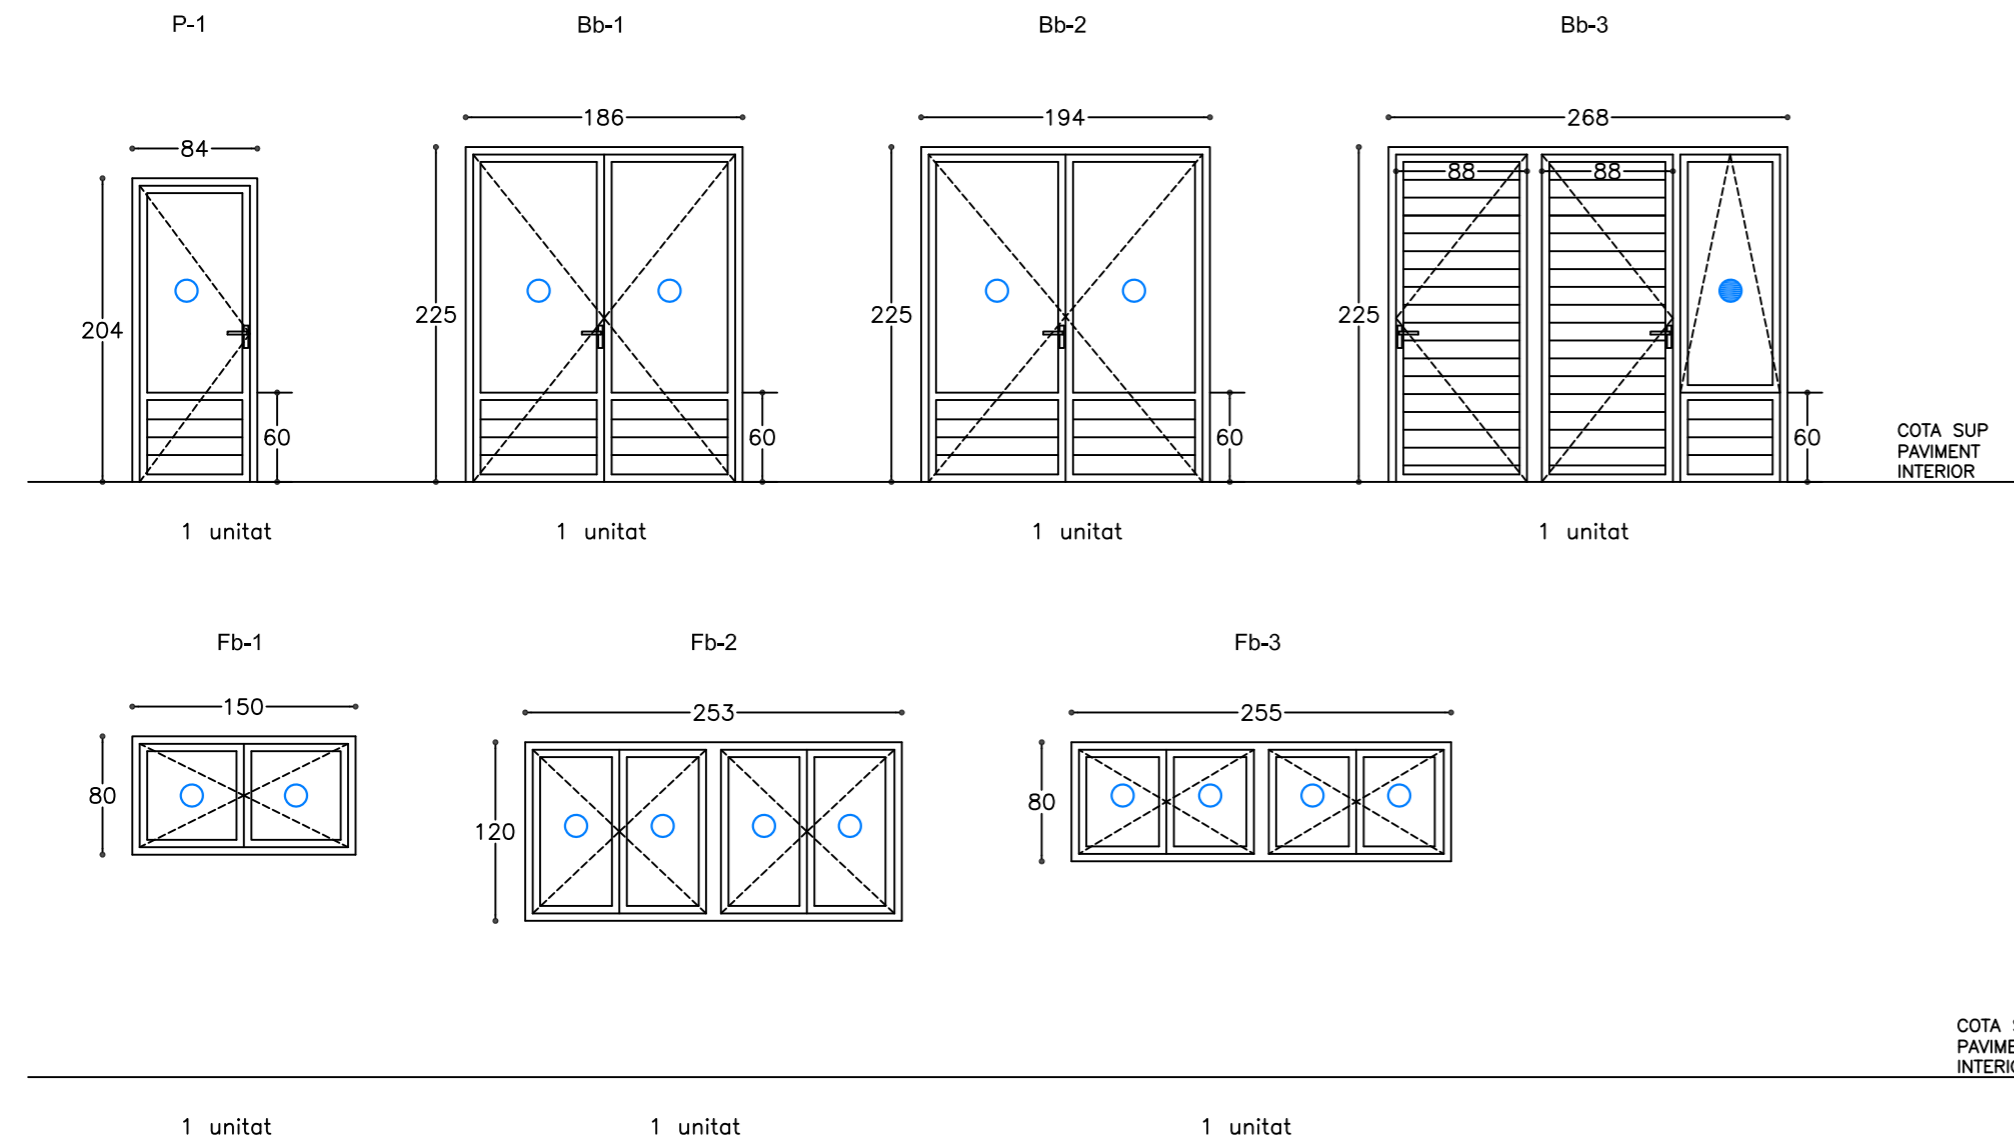 P-1
Bb-1
Bb-2
Bb-3
84
186
194
268
88
88
204
225
225
225
60
60
60
60
COTA SUP
PAVIMENT
INTERIOR
1 unitat
1 unitat
1 unitat
1 unitat
Fb-1
Fb-2
Fb-3
150
253
255
80
120
80
COTA
PAVIME
INTERI
1 unitat
1 unitat
1 unitat